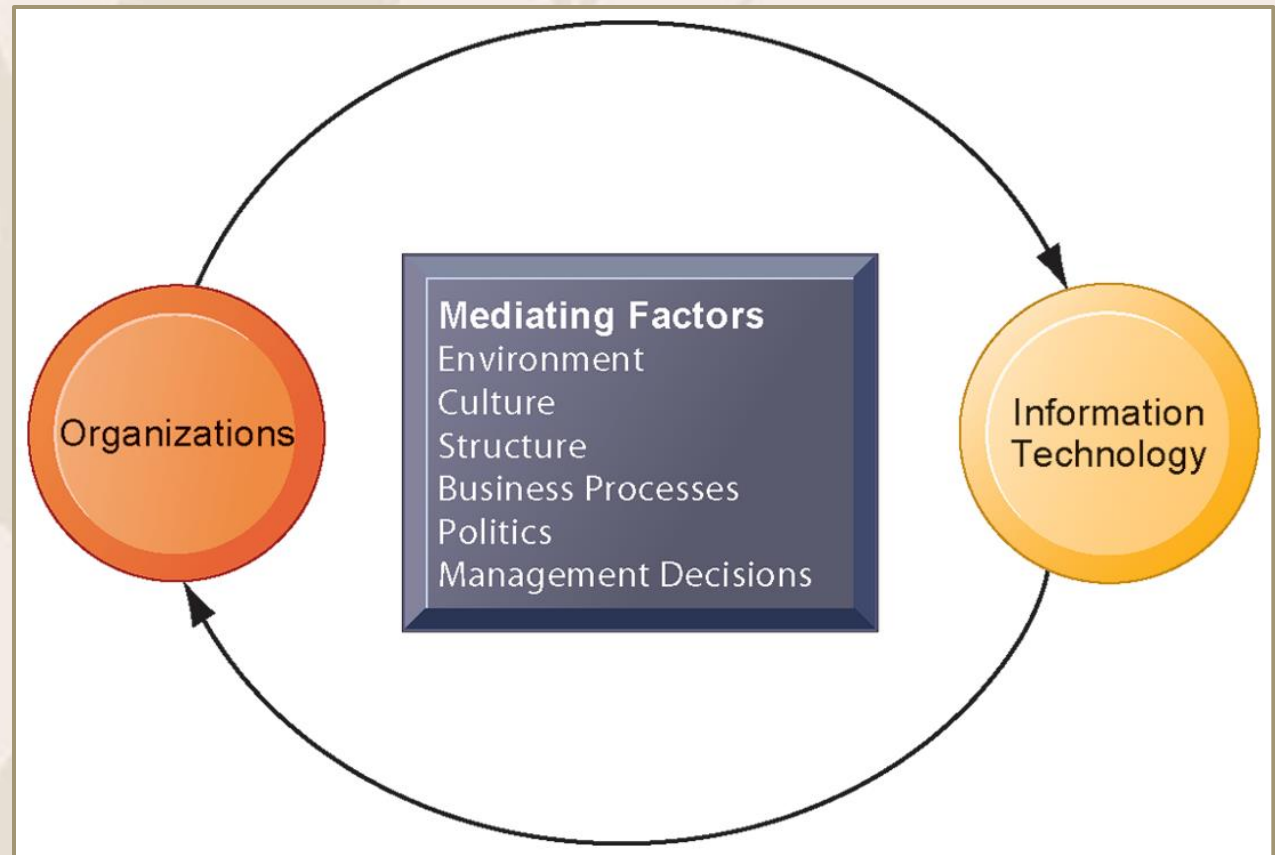 Organizations
Mediating Factors
Environment
Culture
Structure
Business Processes
Politics
Management Decisions
Information
Technology